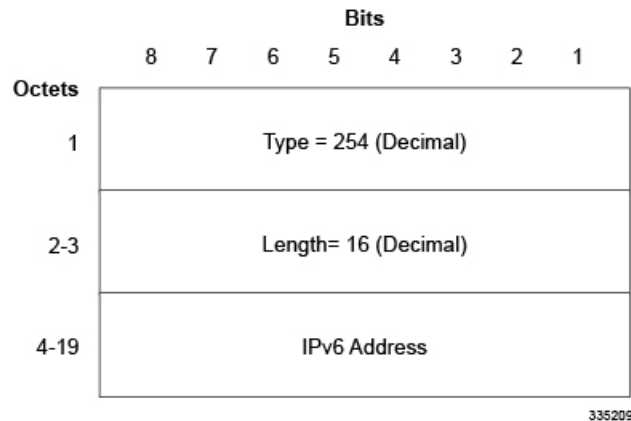 Bits
8 7 6 5 4 3 2 1
Octets
1 Type = 254 (Decimal)
2-3 Length= 16 (Decimal)
4-19 IPv6 Address
335209